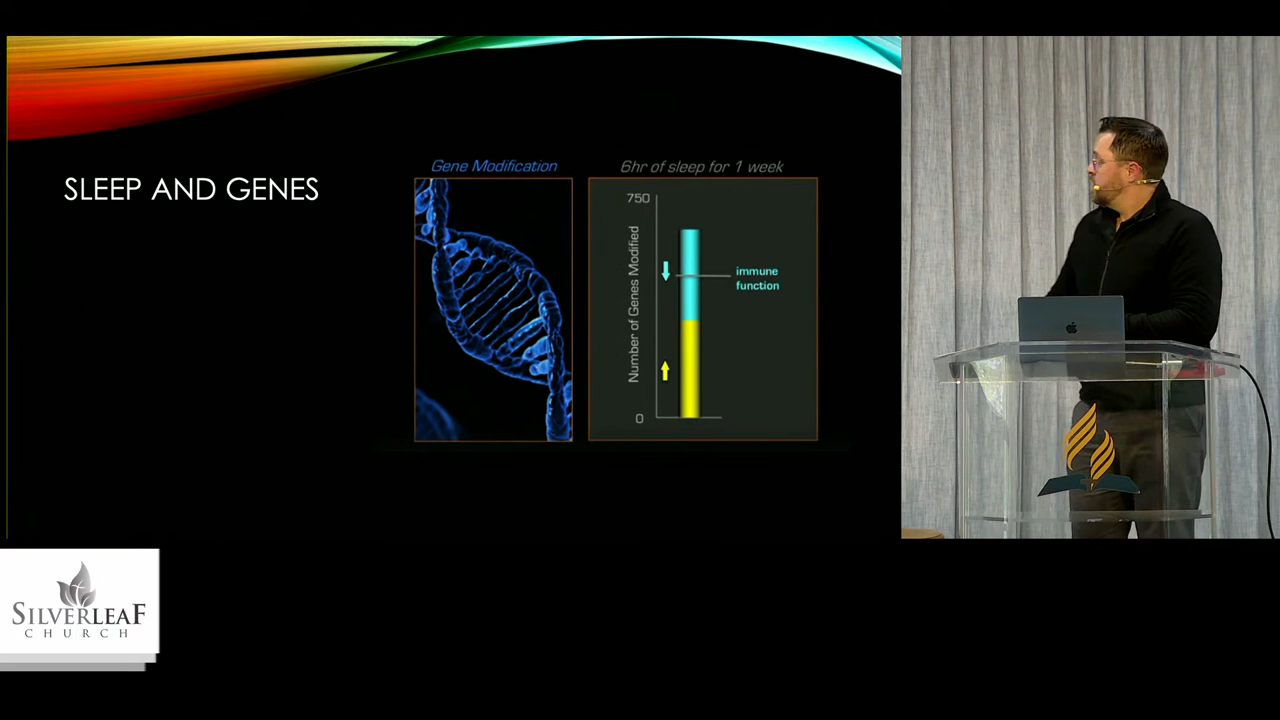 SLEEP AND GENES
Gene Modification
6hr of sleep for 1 week
750
Number of Genes Modified
0
immune
function
SILVERLEAF
CHURCH